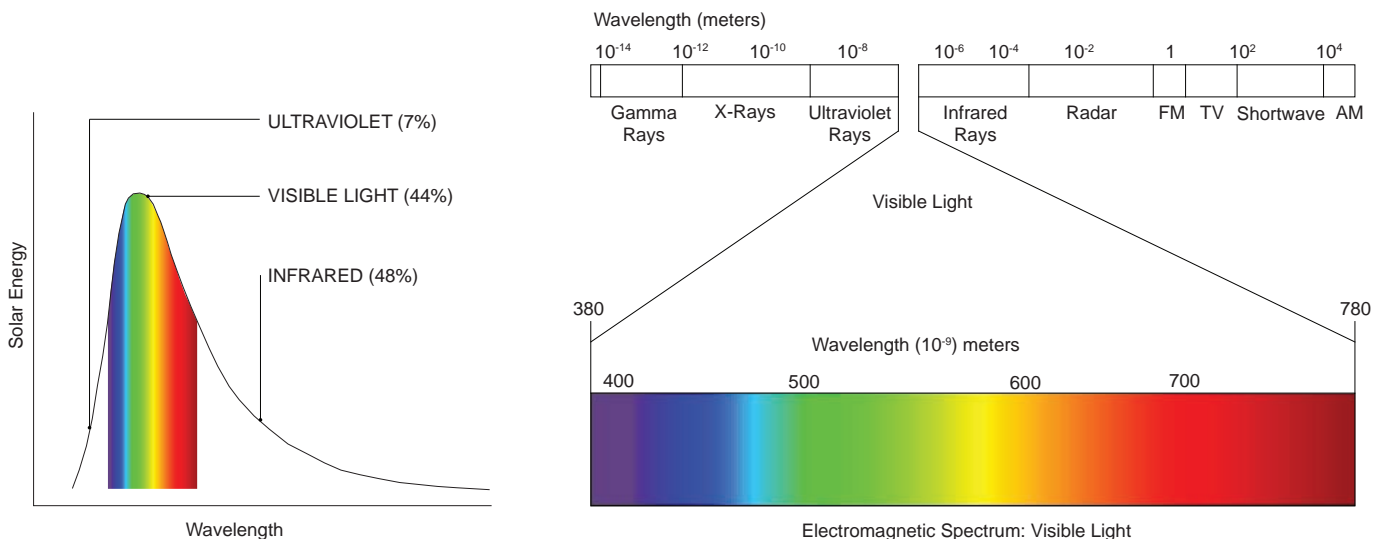 ULTRAVIOLET (7%)
VISIBLE LIGHT (44%)
INFRARED (48%)
Solar Energy
Wavelength
Wavelength (meters)
10⁻¹⁴ 10⁻¹² 10⁻¹⁰ 10⁻⁸ 10⁻⁶ 10⁻⁴ 10⁻² 1 10² 10⁴
Gamma Rays X-Rays Ultraviolet Rays Infrared Rays Radar FM TV Shortwave AM
Visible Light
380 780
Wavelength (10⁻⁹) meters
400 500 600 700
Electromagnetic Spectrum: Visible Light